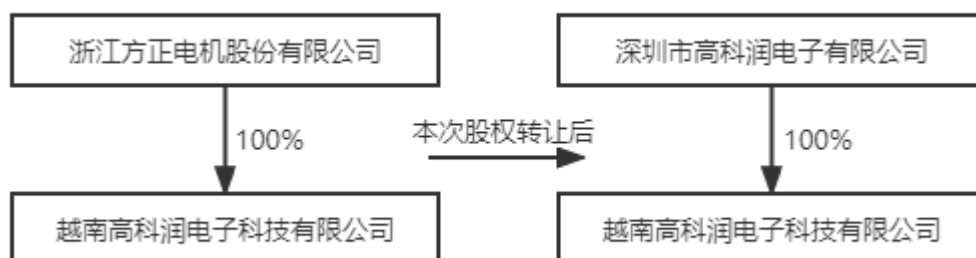 浙江方正电机股份有限公司
深圳市高科润电子有限公司
100%
本次股权转让后
100%
越南高科润电子科技有限公司
越南高科润电子科技有限公司